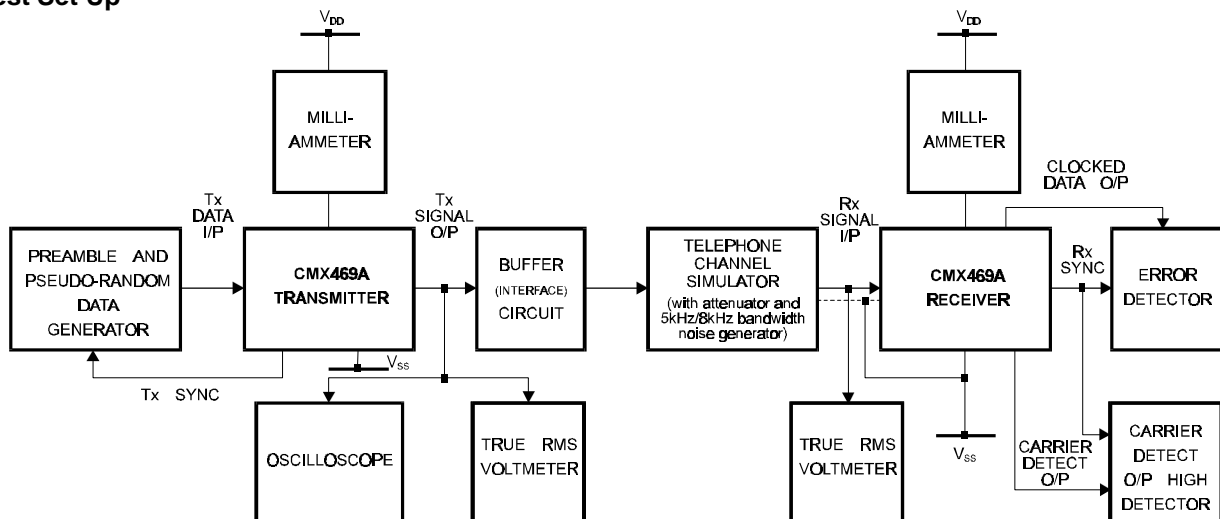 est Set Up
VDD
VDD
MILLI-
AMMETER
MILLI-
AMMETER
CLOCKED
DATA O/P
Tx
DATA
I/P
Tx
SIGNAL
O/P
Rx
SIGNAL
I/P
PREAMBLE AND
PSEUDO-RANDOM
DATA
GENERATOR
CMX469A
TRANSMITTER
BUFFER
(INTERFACE)
CIRCUIT
TELEPHONE
CHANNEL
SIMULATOR
(with attenuator and
5kHz/8kHz bandwidth
noise generator)
CMX469A
RECEIVER
Rx
SYNC
ERROR
DETECTOR
VSS
Tx SYNC
OSCILLOSCOPE
TRUE RMS
VOLTMETER
TRUE RMS
VOLTMETER
VSS
CARRIER
DETECT
O/P
CARRIER
DETECT
O/P HIGH
DETECTOR